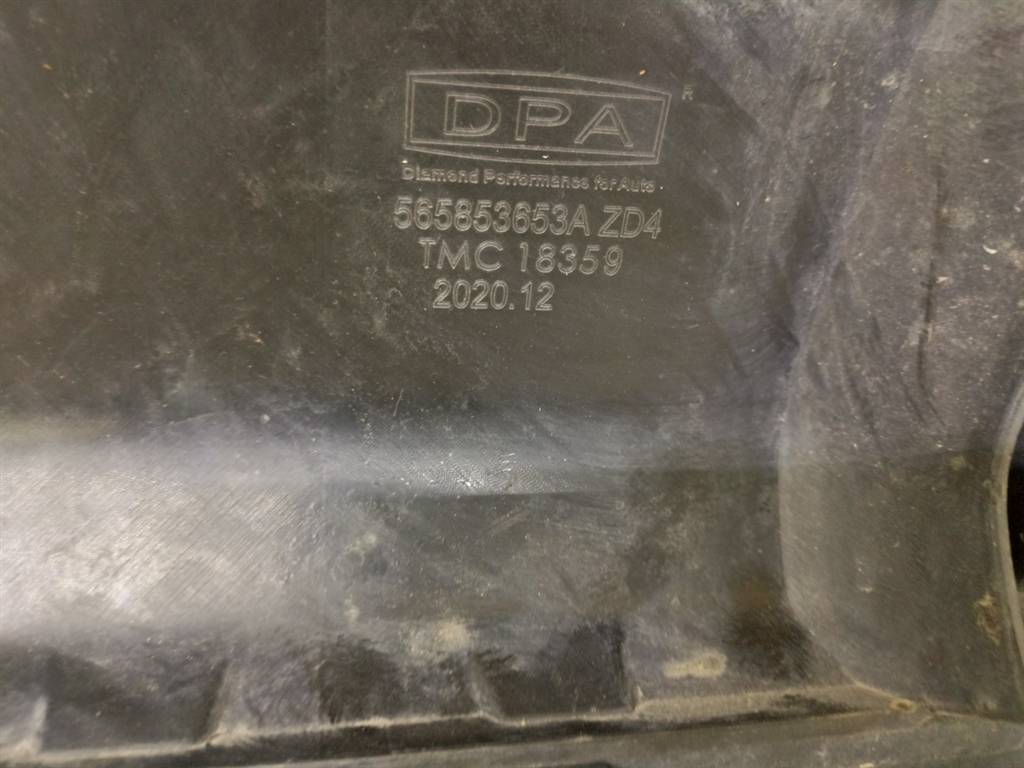 DPA
R
Diamond Performance for Auto
565853653A ZD4
TMC 18359
2020.12